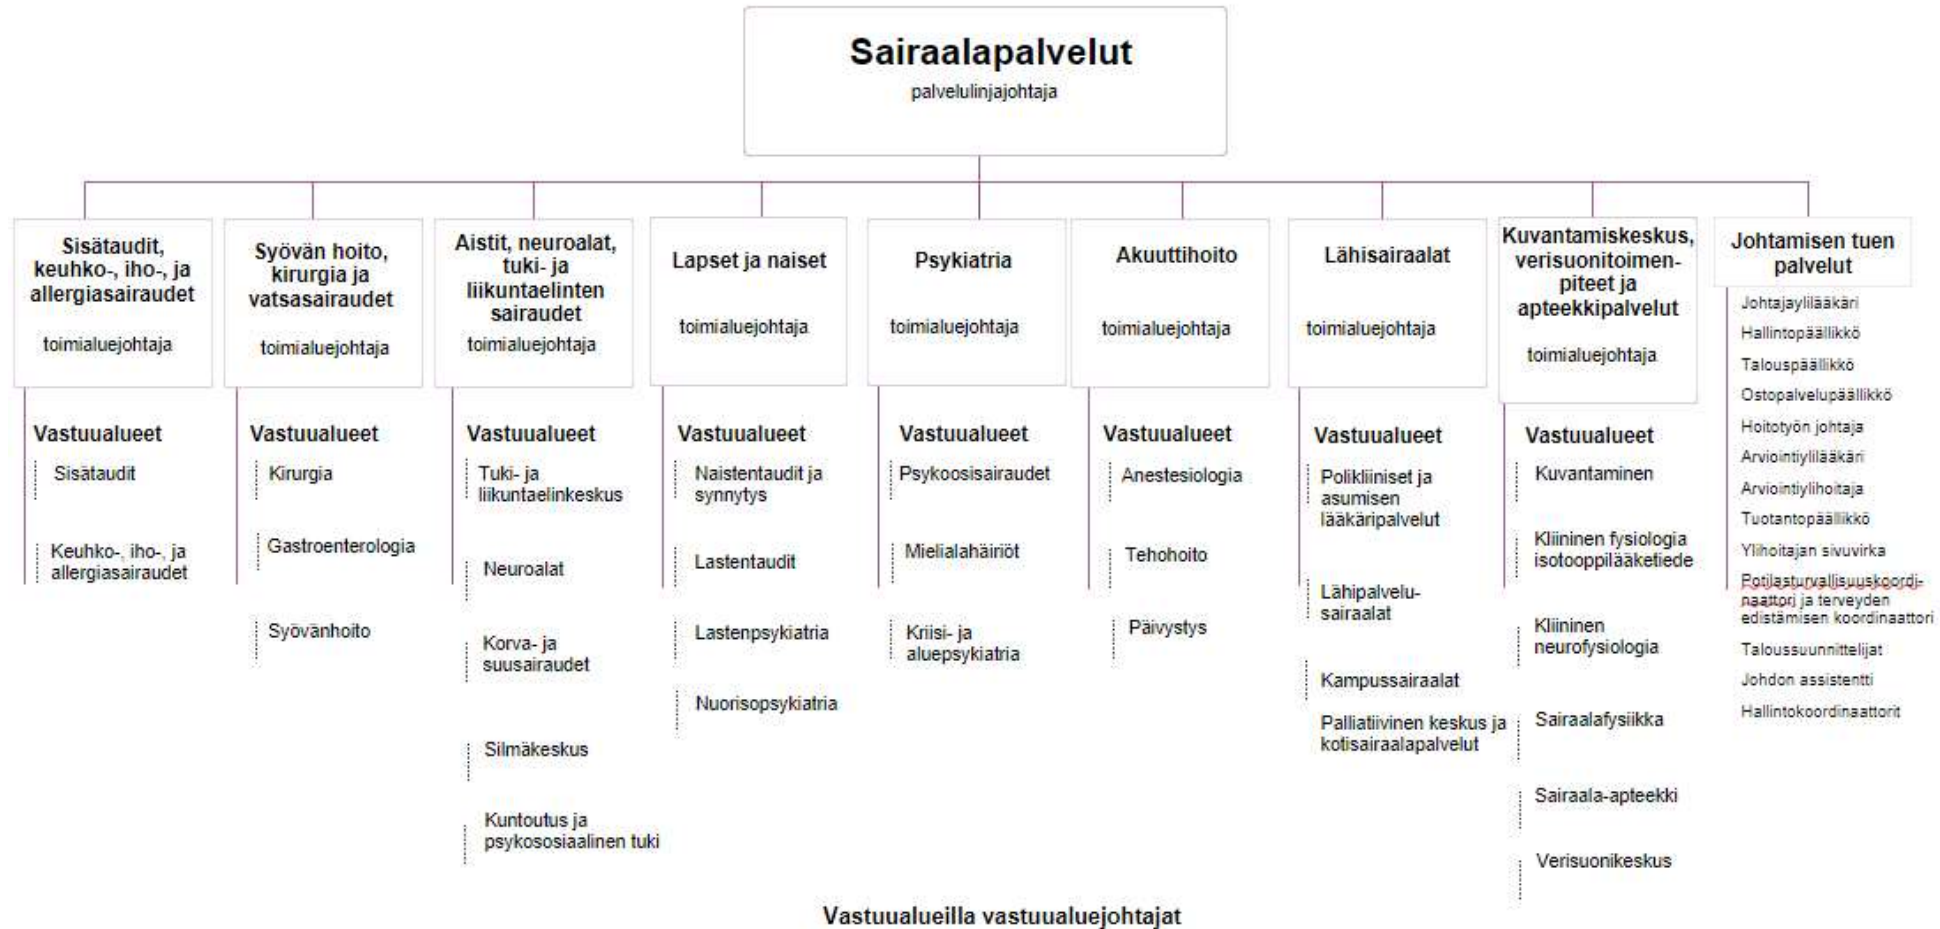 Sairaalapalvelut
palvelulinjajohtaja
Sisätaudit,
keuhko-, iho-, ja
allergiasairaudet
toimialuejohtaja
Vastuualueet
Sisätaudit
Keuhko-, iho-, ja
allergiasairaudet
Syövän hoito,
kirurgia ja
vatsasairaudet
toimialuejohtaja
Vastuualueet
Kirurgia
Gastroenterologia
Syövänhoito
Aistit, neuroalat,
tuki- ja
liikuntaelinten
sairaudet
toimialuejohtaja
Vastuualueet
Tuki- ja
liikuntaelinkeskus
Neuroalat
Korva- ja
suusairaudet
Silmäkeskus
Kuntoutus ja
psykososiaalinen tuki
Lapset ja naiset
toimialuejohtaja
Vastuualueet
Naistentaudit ja
synnytys
Lastentaudit
Lastenpsykiatria
Nuorisopsykiatria
Psykiatria
toimialuejohtaja
Vastuualueet
Psykoosisairaudet
Mielialahäiriöt
Kriisi- ja
aluepsykiatria
Akuuttihoito
toimialuejohtaja
Vastuualueet
Anestesiologia
Tehohoito
Päivystys
Lähisairaalat
toimialuejohtaja
Vastuualueet
Polikliiniset ja
asumisen
lääkäripalvelut
Lähipalvelu-
sairaalat
Kampussairaalat
Palliatiivinen keskus ja
kotisairaalapalvelut
Kuvantamiskeskus,
verisuonitoimen-
piteet ja
apteekkipalvelut
toimialuejohtaja
Vastuualueet
Kuvantaminen
Kliininen fysiologia
isotooppilääketiede
Kliininen
neurofysiologia
Sairaalafysiikka
Sairaala-apteekki
Verisuonikeskus
Johtamisen tuen
palvelut
Johtajaylilääkäri
Hallintopäällikkö
Talouspäällikkö
Ostopalvelupäällikkö
Hoitotyön johtaja
Arviointiylilääkäri
Arviointiylihoitaja
Tuotantopäällikkö
Ylihoitajan sivuvirka
Potilasturvallisuuskoordi-
naattori ja terveyden
edistämisen koordinaattori
Taloussuunnittelijat
Johdon assistentti
Hallintokoordinaattorit
Vastuualueilla vastuualuejohtajat